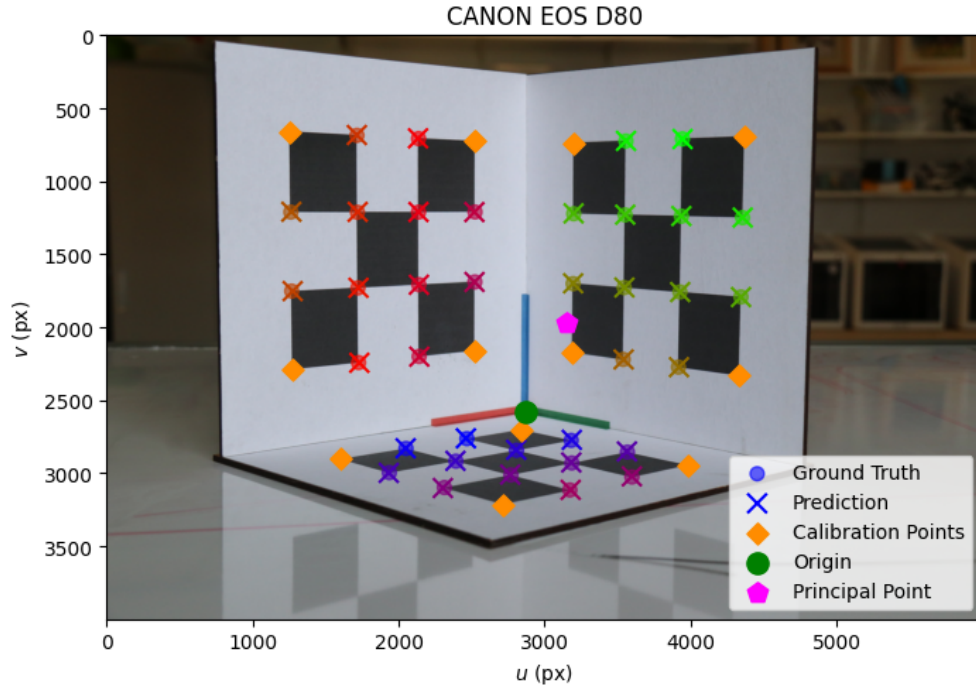 CANON EOS D80
0
500
1000
1500
2000
2500
3000
3500
v (px)
0
1000
2000
3000
4000
5000
u (px)
Ground Truth
Prediction
Calibration Points
Origin
Principal Point